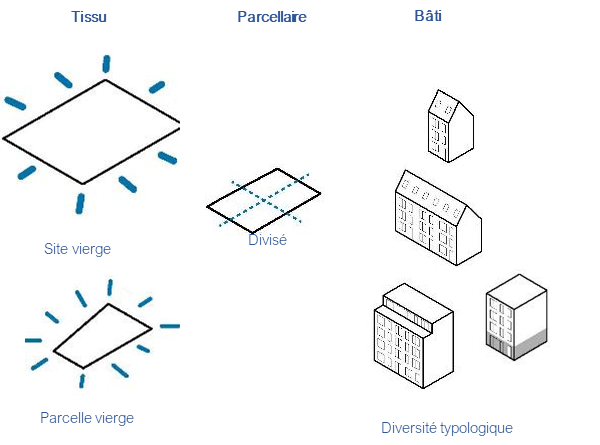 Tissu
Parcellaire
Bâti
Site vierge
Divisé
Parcelle vierge
Diversité typologique